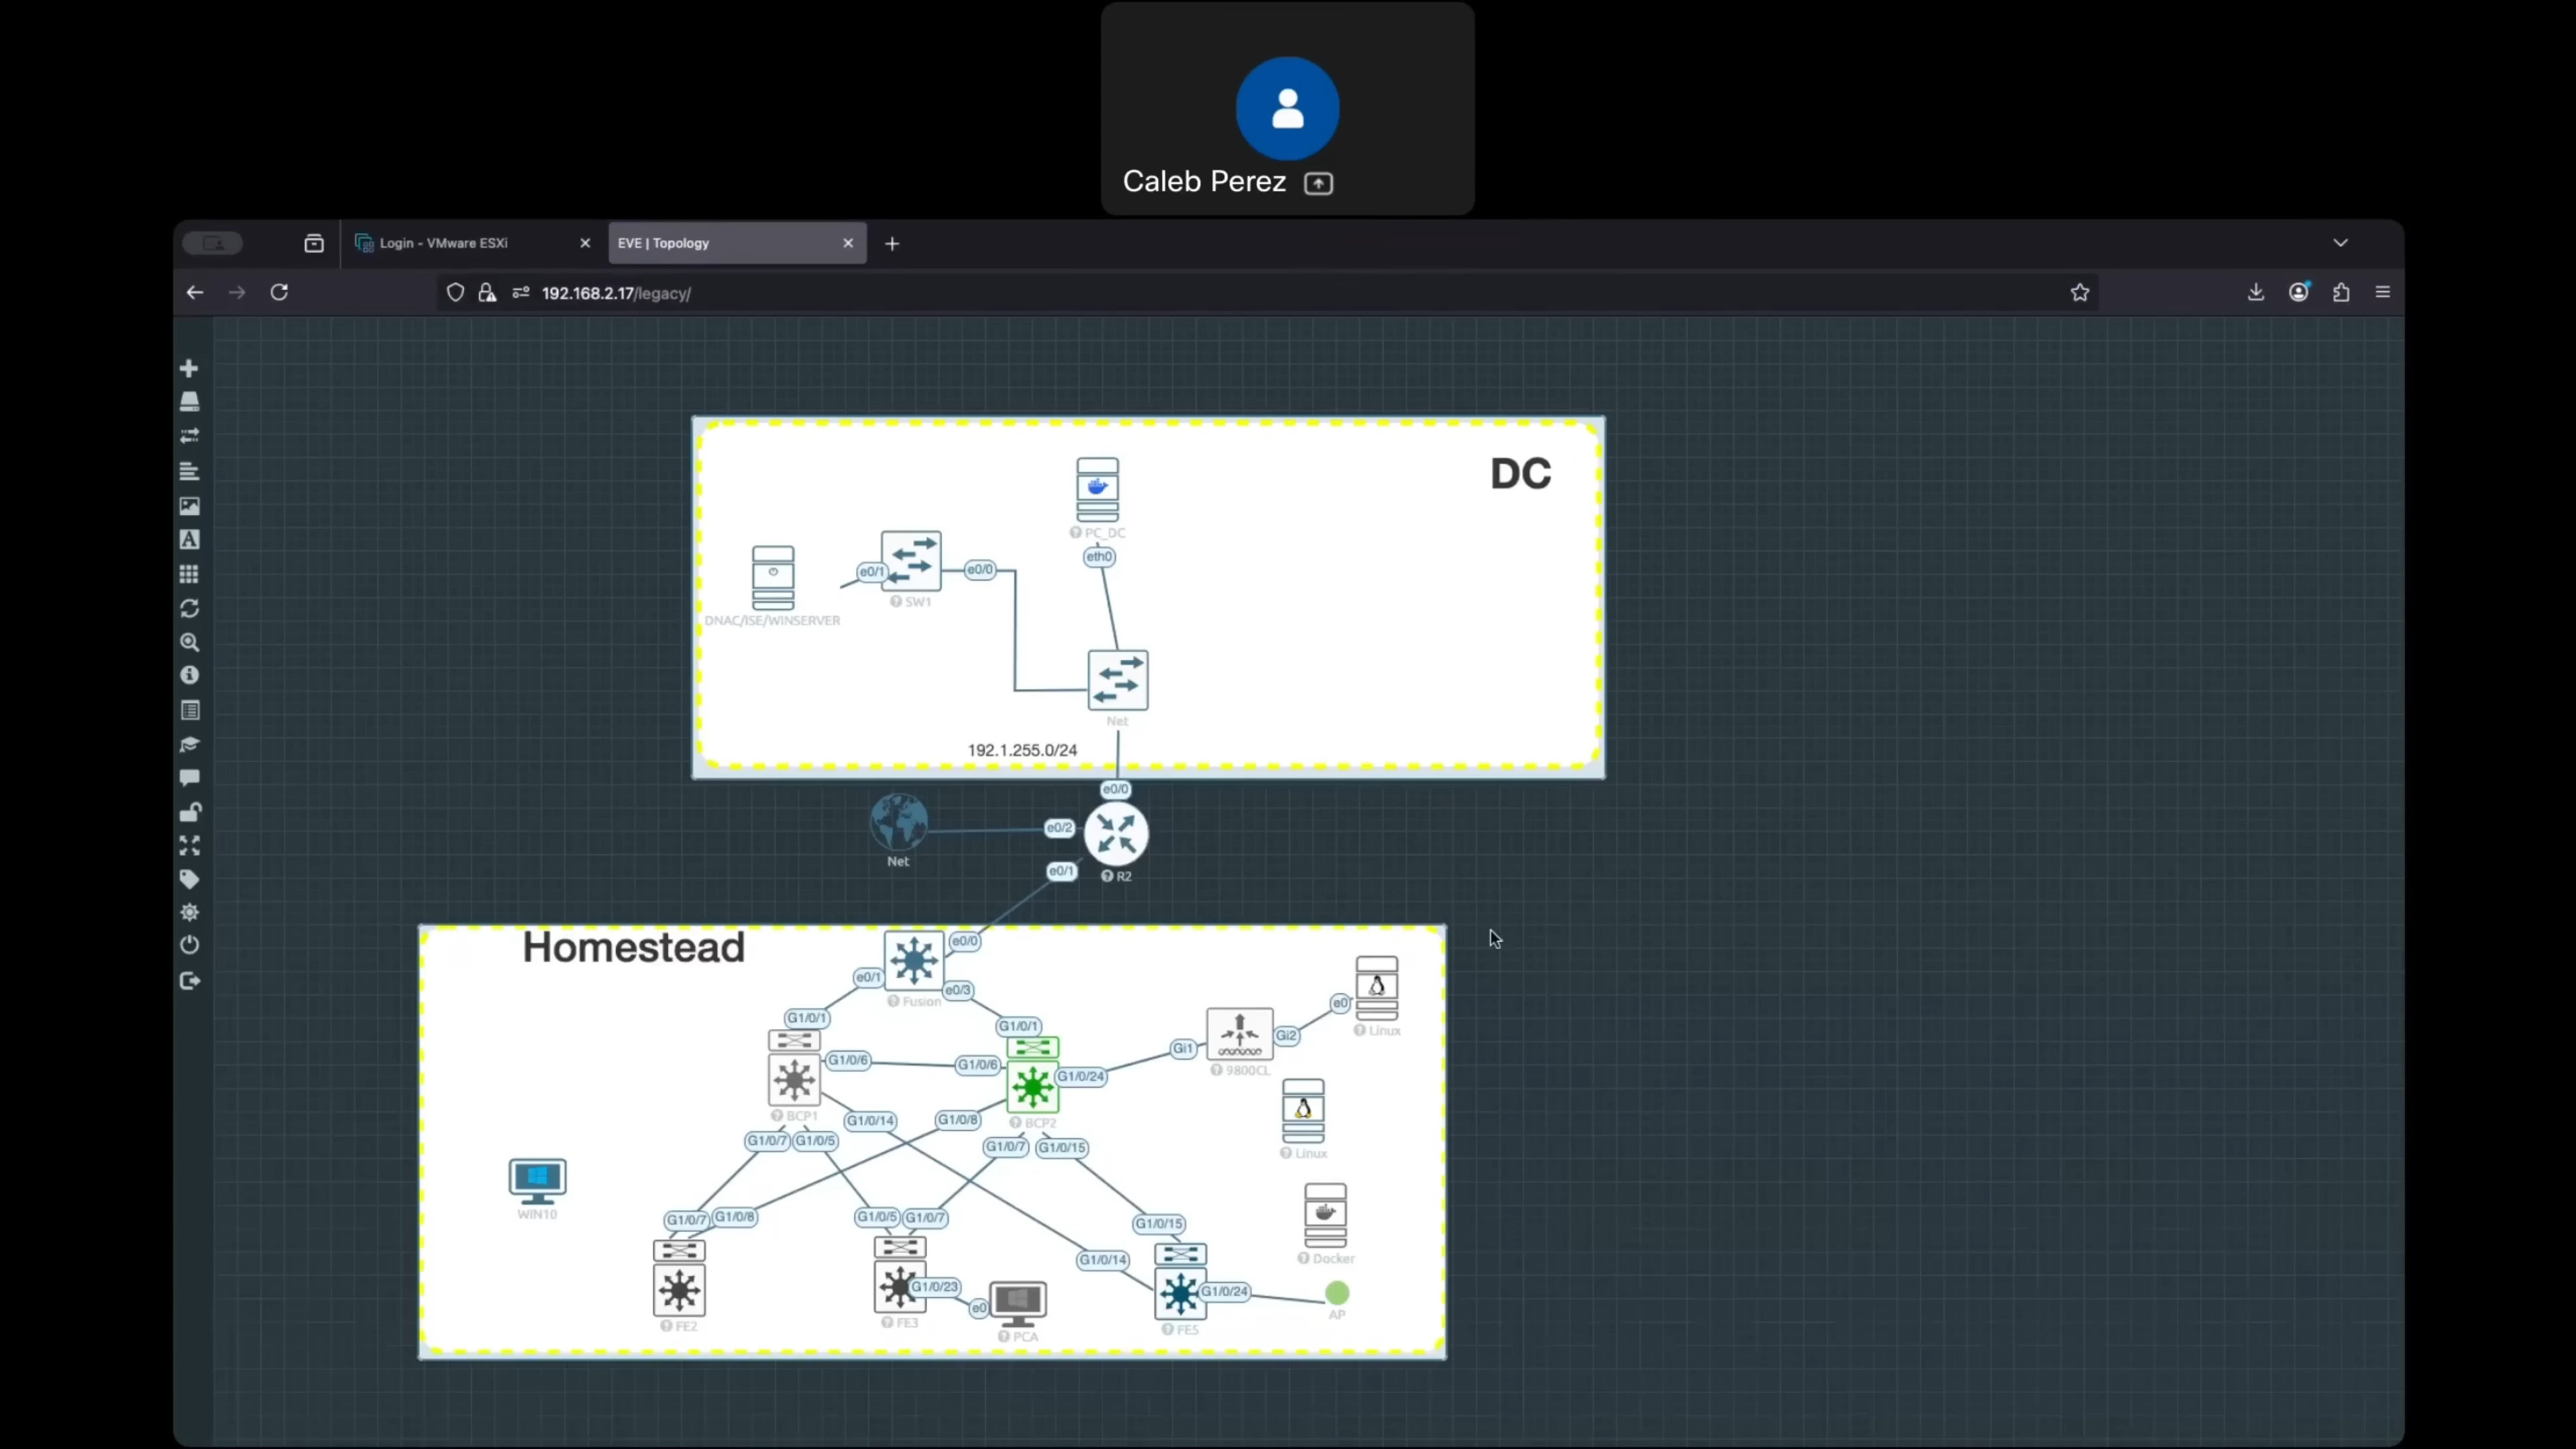 Caleb Perez
Login - VMware ESXi
EVE | Topology
192.168.2.17/legacy/
DC
PC_DC
eth0
e0/1
e0/0
SW1
DNAC/ISE/WINSERVER
Net
192.1.255.0/24
e0/0
e0/2
Net
e0/1
R2
Homestead
e0/0
e0/1
e0/3
Fusion
G1/0/1
G1/0/1
e0
Linux
Gi2
Gi1
9800CL
G1/0/6
G1/0/6
G1/0/24
BCP1
BCP2
G1/0/14
G1/0/8
G1/0/7
G1/0/5
G1/0/7
G1/0/15
Linux
WIN10
G1/0/7
G1/0/8
G1/0/5
G1/0/7
G1/0/15
G1/0/14
Docker
G1/0/23
e0
G1/0/24
AP
FE2
FE3
PCA
FE5